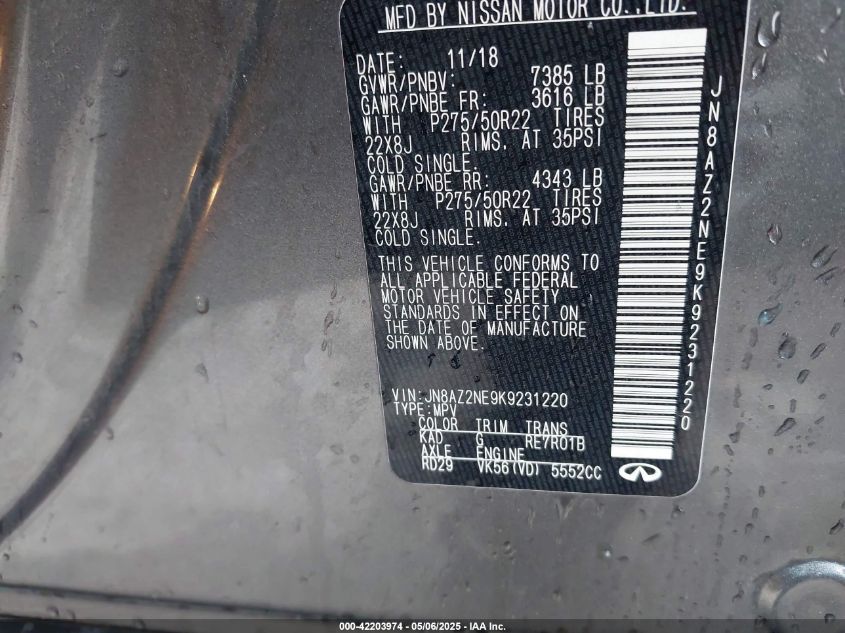 MFD BY NISSAN MOTOR CO.,LTD.
DATE: 11/18
GVWR/PNBV: 7385 LB
GAWR/PNBE FR: 3616 LB
WITH P275/50R22 TIRES
22X8J RIMS. AT 35PSI
COLD SINGLE.
GAWR/PNBE RR: 4343 LB
WITH P275/50R22 TIRES
22X8J RIMS. AT 35PSI
COLD SINGLE.
THIS VEHICLE CONFORMS TO
ALL APPLICABLE FEDERAL
MOTOR VEHICLE SAFETY
STANDARDS IN EFFECT ON
THE DATE OF MANUFACTURE
SHOWN ABOVE.
VIN:JN8AZ2NE9K9231220
TYPE:MPV
COLOR TRIM TRANS
KAD G RE7R01B
AXLE ENGINE
RD29 VK56(VD) 5552CC
JN8AZ2NE9K9231220
000-42203974 - 05/06/2025 - IAA Inc.